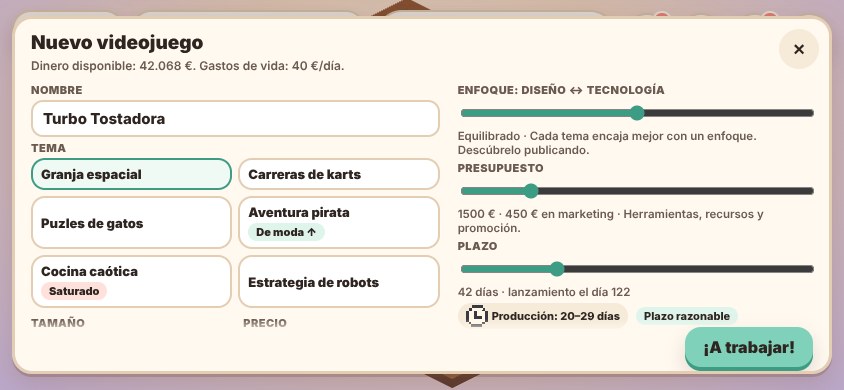 Nuevo videojuego
Dinero disponible: 42.068 €. Gastos de vida: 40 €/día.
×
NOMBRE
Turbo Tostadora
TEMA
Granja espacial
Carreras de karts
Puzles de gatos
Aventura pirata
De moda ↑
Cocina caótica
Saturado
Estrategia de robots
TAMAÑO
PRECIO
ENFOQUE: DISEÑO ↔ TECNOLOGÍA
Equilibrado · Cada tema encaja mejor con un enfoque.
Descúbrelo publicando.
PRESUPUESTO
1500 € · 450 € en marketing · Herramientas, recursos y
promoción.
PLAZO
42 días · lanzamiento el día 122
Producción: 20–29 días
Plazo razonable
¡A trabajar!